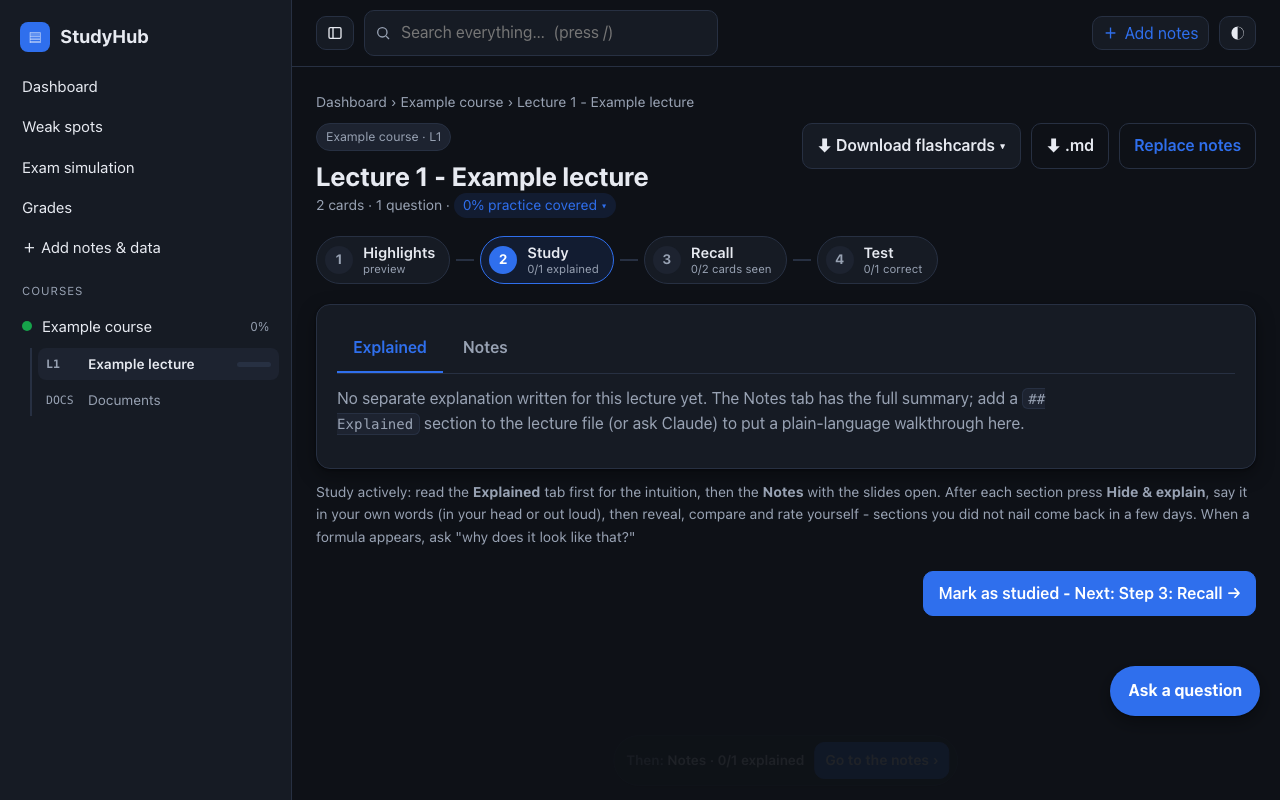 StudyHub
Search everything... (press /)
+ Add notes
Dashboard
Weak spots
Exam simulation
Grades
+ Add notes & data
COURSES
Example course 0%
L1 Example lecture
DOCS Documents
Dashboard › Example course › Lecture 1 - Example lecture
Example course · L1
Lecture 1 - Example lecture
2 cards · 1 question · 0% practice covered ▾
⬇ Download flashcards ▾
⬇ .md
Replace notes
1 Highlights
preview
2 Study
0/1 explained
3 Recall
0/2 cards seen
4 Test
0/1 correct
Explained Notes
No separate explanation written for this lecture yet. The Notes tab has the full summary; add a ##
Explained section to the lecture file (or ask Claude) to put a plain-language walkthrough here.
Study actively: read the Explained tab first for the intuition, then the Notes with the slides open. After each section press Hide & explain, say it
in your own words (in your head or out loud), then reveal, compare and rate yourself - sections you did not nail come back in a few days. When a
formula appears, ask "why does it look like that?"
Mark as studied - Next: Step 3: Recall →
Ask a question
Then: Notes · 0/1 explained Go to the notes ›